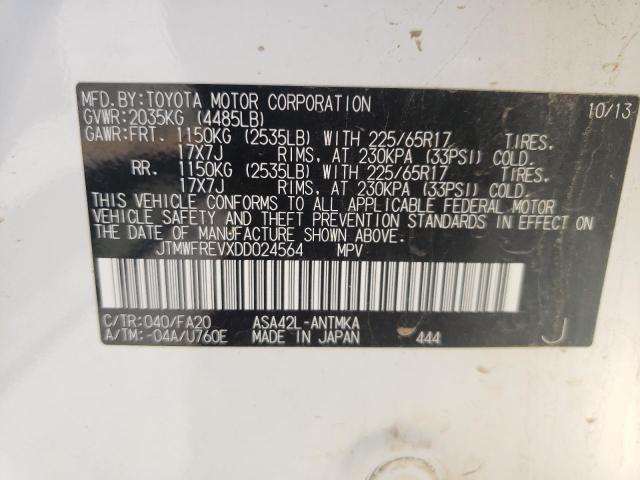 MFD. BY: TOYOTA MOTOR CORPORATION 10/13
GVWR: 2035KG (4485LB)
GAWR: FRT. 1150KG (2535LB) WITH 225/65R17 TIRES.
17X7J RIMS, AT 230KPA (33PSI) COLD.
RR. 1150KG (2535LB) WITH 225/65R17 TIRES.
17X7J RIMS, AT 230KPA (33PSI) COLD.
THIS VEHICLE CONFORMS TO ALL APPLICABLE FEDERAL MOTOR
VEHICLE SAFETY AND THEFT PREVENTION STANDARDS IN EFFECT ON
THE DATE OF MANUFACTURE SHOWN ABOVE.
JTMWFREVXDD024564 MPV
C/TR: 040/FA20 ASA42L-ANTMKA
A/TM: -04A/U760E MADE IN JAPAN 444 J